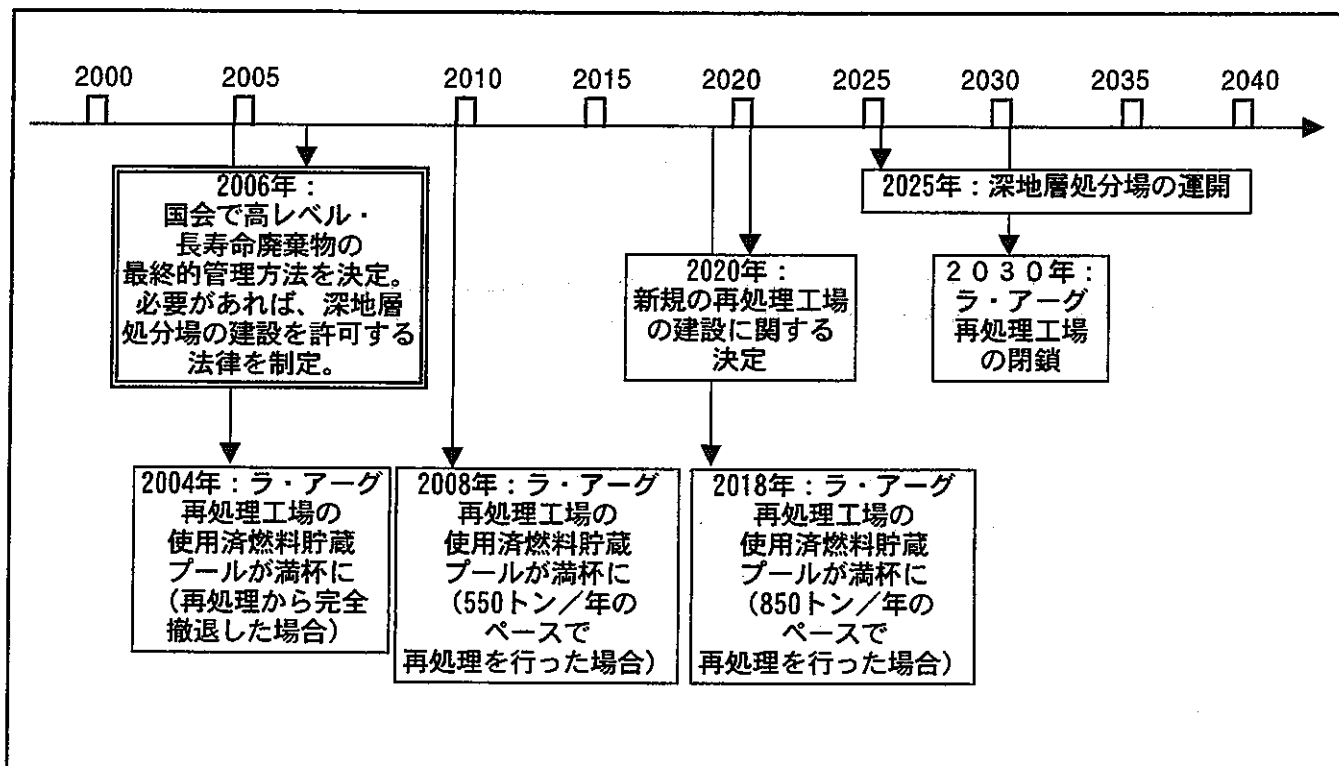 2000 2005 2010 2015 2020 2025 2030 2035 2040
2006年：
国会で高レベル・
長寿命廃棄物の
最終的管理方法を決定。
必要があれば、深地層
処分場の建設を許可する
法律を制定。
2025年：深地層処分場の運開
2020年：
新規の再処理工場
の建設に関する
決定
２０３０年：
ラ・アーグ
再処理工場
の閉鎖
2004年：ラ・アーグ
再処理工場の
使用済燃料貯蔵
プールが満杯に
（再処理から完全
撤退した場合）
2008年：ラ・アーグ
再処理工場の
使用済燃料貯蔵
プールが満杯に
（550トン／年の
ペースで
再処理を行った場合）
2018年：ラ・アーグ
再処理工場の
使用済燃料貯蔵
プールが満杯に
（850トン／年の
ペースで
再処理を行った場合）